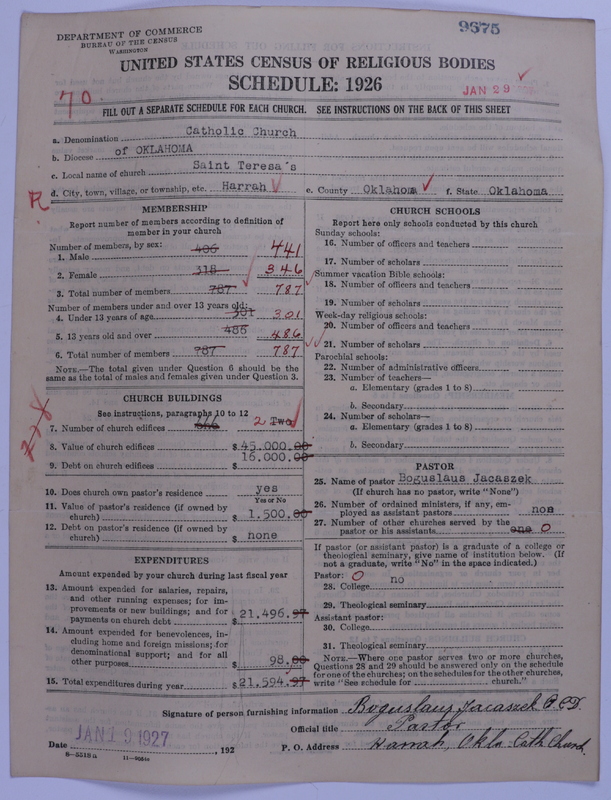 9675
DEPARTMENT OF COMMERCE
BUREAU OF THE CENSUS
WASHINGTON
UNITED STATES CENSUS OF RELIGIOUS BODIES
SCHEDULE: 1926
JAN 29
70
FILL OUT A SEPARATE SCHEDULE FOR EACH CHURCH. SEE INSTRUCTIONS ON THE BACK OF THIS SHEET
a. Denomination Catholic Church
b. Diocese of OKLAHOMA
c. Local name of church Saint Teresa's
d. City, town, village, or township, etc. Harrah e. County Oklahoma f. State Oklahoma
R
MEMBERSHIP
Report number of members according to definition of
member in your church
Number of members, by sex:
1. Male 406 441
2. Female 318 346
3. Total number of members 787 787
Number of members under and over 13 years old:
4. Under 13 years of age 301 301
5. 13 years old and over 486 486
6. Total number of members 787 787
NOTE.—The total given under Question 6 should be
same as the total of males and females given under Question 3.
CHURCH BUILDINGS
See instructions, paragraphs 10 to 12
7. Number of church edifices one 2 Two
8. Value of church edifices $ 45.000.00
9. Debt on church edifices $ 16.000.00
10. Does church own pastor's residence yes
Yes or No
11. Value of pastor's residence (if owned by
church) $ 1.500.00
12. Debt on pastor's residence (if owned by
church) $ none
EXPENDITURES
Amount expended by your church during last fiscal year
13. Amount expended for salaries, repairs,
and other running expenses; for im-
provements or new buildings; and for
payments on church debt $ 21,496.97
14. Amount expended for benevolences, in-
cluding home and foreign missions; for
denominational support; and for all
other purposes $ 98.00
15. Total expenditures during year $ 21,594.97
CHURCH SCHOOLS
Report here only schools conducted by this church
Sunday schools:
16. Number of officers and teachers
17. Number of scholars
Summer vacation Bible schools:
18. Number of officers and teachers
19. Number of scholars
Week-day religious schools:
20. Number of officers and teachers
21. Number of scholars
Parochial schools:
22. Number of administrative officers
23. Number of teachers—
a. Elementary (grades 1 to 8)
b. Secondary
24. Number of scholars—
a. Elementary (grades 1 to 8)
b. Secondary
PASTOR
25. Name of pastor Boguslaus Jacaszek
(If church has no pastor, write "None")
26. Number of ordained ministers, if any, em-
ployed as assistant pastors non
27. Number of other churches served by the
pastor or his assistants one 0
If pastor (or assistant pastor) is a graduate of a college or
theological seminary, give name of institution below. (If
not a graduate, write "No" in the space indicated.)
Pastor: 0
28. College no
29. Theological seminary
Assistant pastor:
30. College
31. Theological seminary
NOTE.—Where one pastor serves two or more churches,
Questions 28 and 29 should be answered only on the schedule
for one of the churches; on the schedules for the other churches,
write "See schedule for church."
Signature of person furnishing information Boguslaus Jacaszek
Official title Pastor
Date JAN 19 1927, 192 P. O. Address Harrah, Okla. Cath Church.
8-5518 a